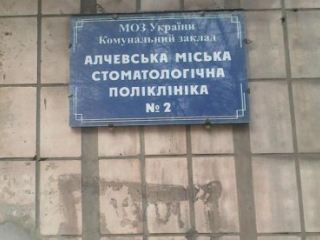 МОЗ України
Комунальний заклад
АЛЧЕВСЬКА МІСЬКА
СТОМАТОЛОГІЧНА
ПОЛІКЛІНІКА
№ 2